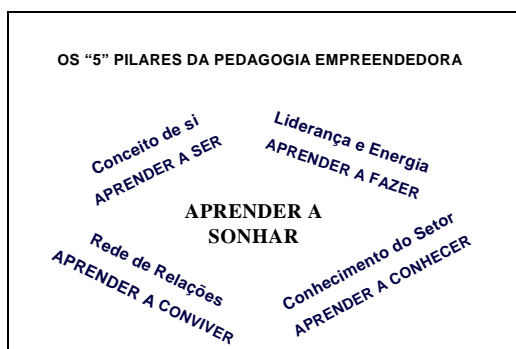 OS “5” PILARES DA PEDAGOGIA EMPREENDEDORA
Conceito de si
APRENDER A SER
Liderança e Energia
APRENDER A FAZER
APRENDER A
SONHAR
Rede de Relações
APRENDER A CONVIVER
Conhecimento do Setor
APRENDER A CONHECER